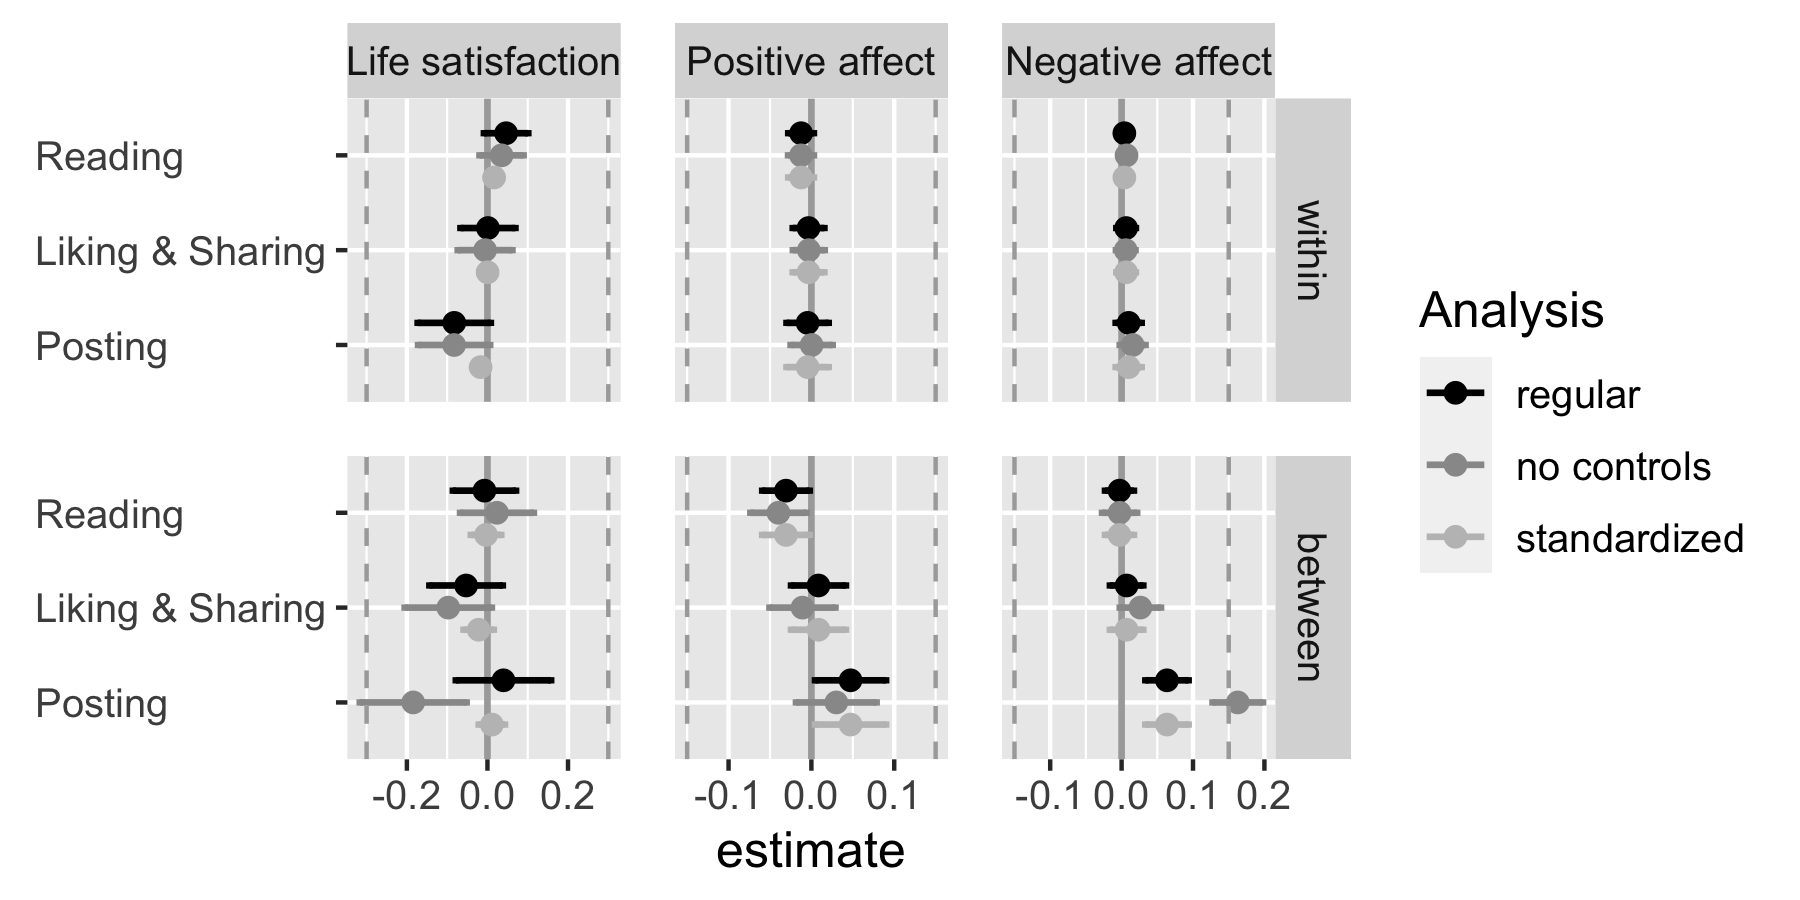 Life satisfaction Positive affect Negative affect
Reading
Liking & Sharing
Posting
within
Reading
Liking & Sharing
Posting
between
-0.2 0.0 0.2 -0.1 0.0 0.1 -0.1 0.0 0.1 0.2
estimate
Analysis
regular
no controls
standardized